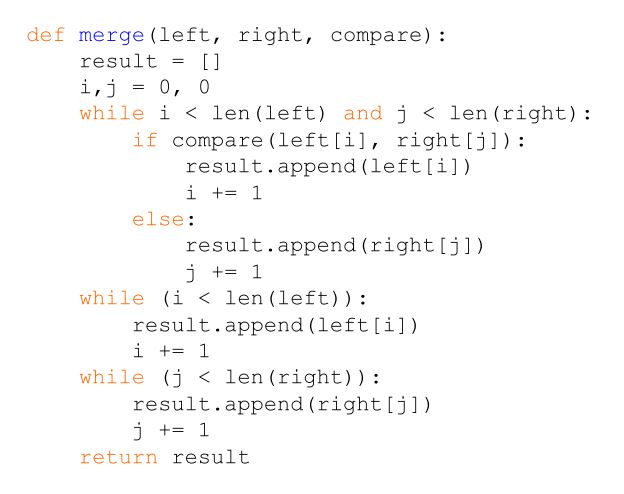 def merge(left, right, compare):
    result = []
    i,j = 0, 0
    while i < len(left) and j < len(right):
        if compare(left[i], right[j]):
            result.append(left[i])
            i += 1
        else:
            result.append(right[j])
            j += 1
    while (i < len(left)):
        result.append(left[i])
        i += 1
    while (j < len(right)):
        result.append(right[j])
        j += 1
    return result